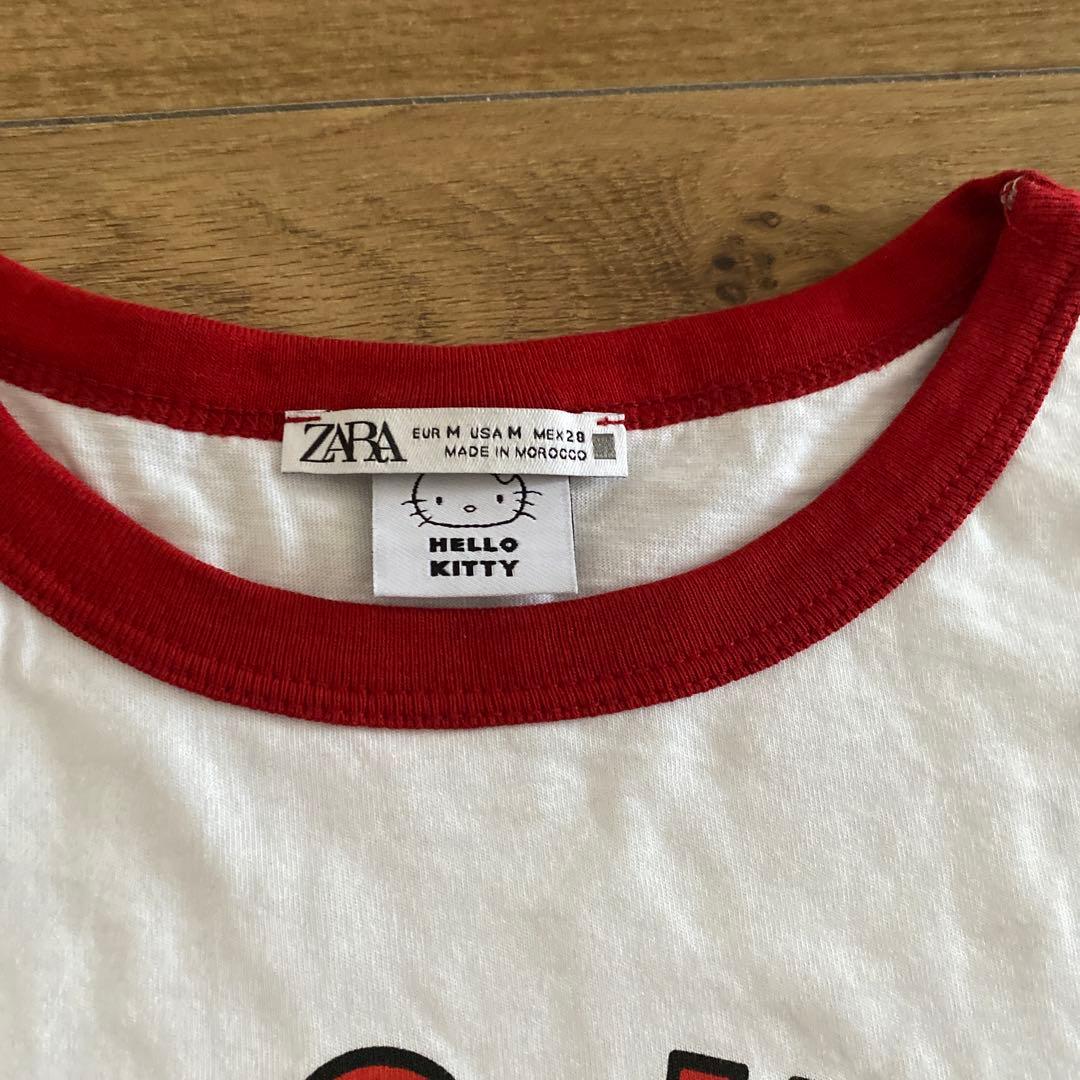 ZARA
EUR M USA M MEX 28
MADE IN MOROCCO
HELLO
KITTY